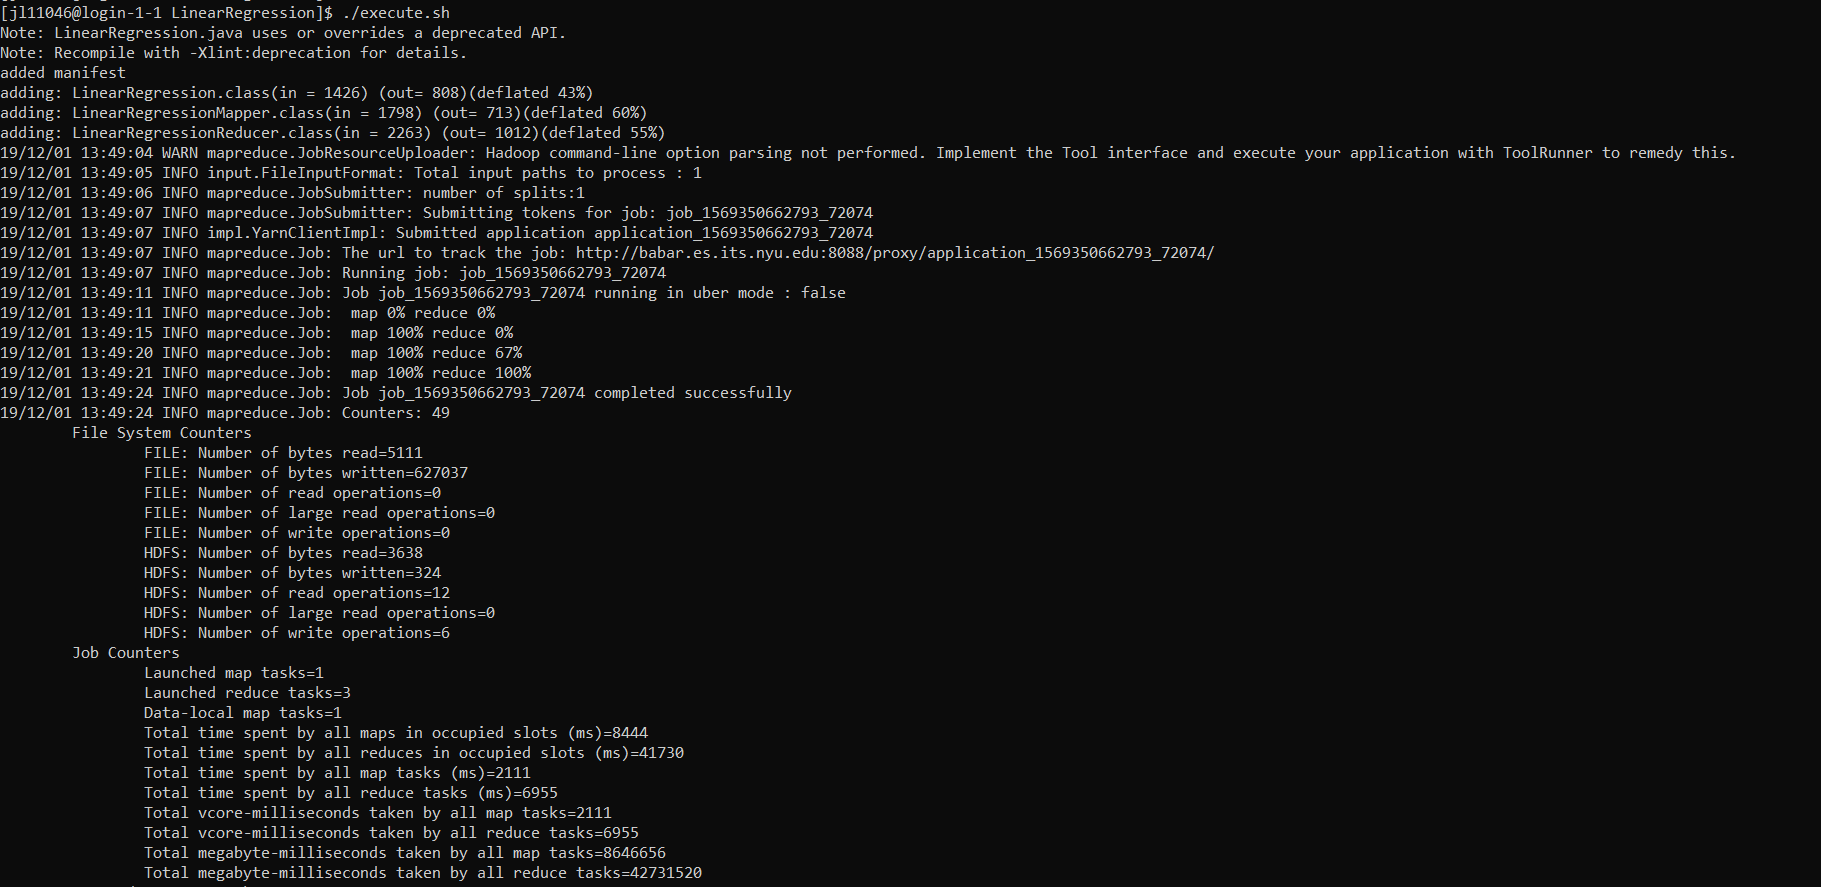 [jl11046@login-1-1 LinearRegression]$ ./execute.sh
Note: LinearRegression.java uses or overrides a deprecated API.
Note: Recompile with -Xlint:deprecation for details.
added manifest
adding: LinearRegression.class(in = 1426) (out= 808)(deflated 43%)
adding: LinearRegressionMapper.class(in = 1798) (out= 713)(deflated 60%)
adding: LinearRegressionReducer.class(in = 2263) (out= 1012)(deflated 55%)
19/12/01 13:49:04 WARN mapreduce.JobResourceUploader: Hadoop command-line option parsing not performed. Implement the Tool interface and execute your application with ToolRunner to remedy this.
19/12/01 13:49:05 INFO input.FileInputFormat: Total input paths to process : 1
19/12/01 13:49:06 INFO mapreduce.JobSubmitter: number of splits:1
19/12/01 13:49:07 INFO mapreduce.JobSubmitter: Submitting tokens for job: job_1569350662793_72074
19/12/01 13:49:07 INFO impl.YarnClientImpl: Submitted application application_1569350662793_72074
19/12/01 13:49:07 INFO mapreduce.Job: The url to track the job: http://babar.es.its.nyu.edu:8088/proxy/application_1569350662793_72074/
19/12/01 13:49:07 INFO mapreduce.Job: Running job: job_1569350662793_72074
19/12/01 13:49:11 INFO mapreduce.Job: Job job_1569350662793_72074 running in uber mode : false
19/12/01 13:49:11 INFO mapreduce.Job:  map 0% reduce 0%
19/12/01 13:49:15 INFO mapreduce.Job:  map 100% reduce 0%
19/12/01 13:49:20 INFO mapreduce.Job:  map 100% reduce 67%
19/12/01 13:49:21 INFO mapreduce.Job:  map 100% reduce 100%
19/12/01 13:49:24 INFO mapreduce.Job: Job job_1569350662793_72074 completed successfully
19/12/01 13:49:24 INFO mapreduce.Job: Counters: 49
File System Counters
FILE: Number of bytes read=5111
FILE: Number of bytes written=627037
FILE: Number of read operations=0
FILE: Number of large read operations=0
FILE: Number of write operations=0
HDFS: Number of bytes read=3638
HDFS: Number of bytes written=324
HDFS: Number of read operations=12
HDFS: Number of large read operations=0
HDFS: Number of write operations=6
Job Counters
Launched map tasks=1
Launched reduce tasks=3
Data-local map tasks=1
Total time spent by all maps in occupied slots (ms)=8444
Total time spent by all reduces in occupied slots (ms)=41730
Total time spent by all map tasks (ms)=2111
Total time spent by all reduce tasks (ms)=6955
Total vcore-milliseconds taken by all map tasks=2111
Total vcore-milliseconds taken by all reduce tasks=6955
Total megabyte-milliseconds taken by all map tasks=8646656
Total megabyte-milliseconds taken by all reduce tasks=42731520